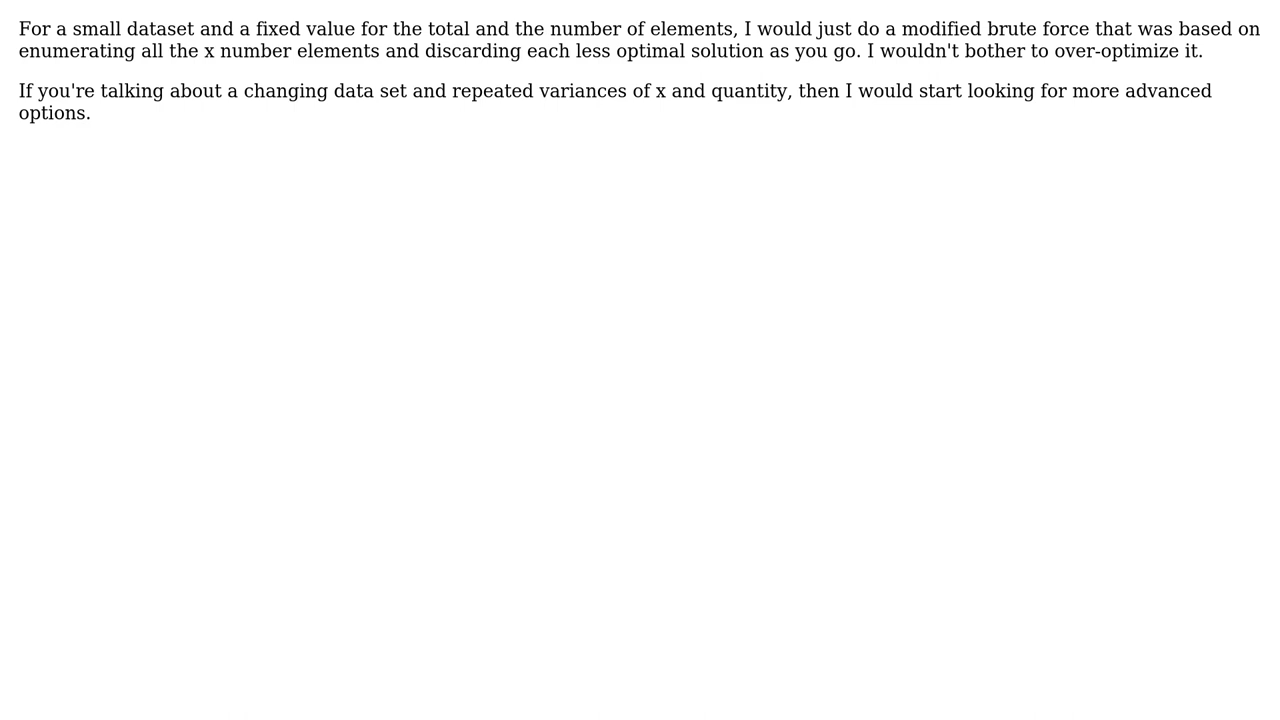 For a small dataset and a fixed value for the total and the number of elements, I would just do a modified brute force that was based on
enumerating all the x number elements and discarding each less optimal solution as you go. I wouldn't bother to over-optimize it.
If you're talking about a changing data set and repeated variances of x and quantity, then I would start looking for more advanced
options.